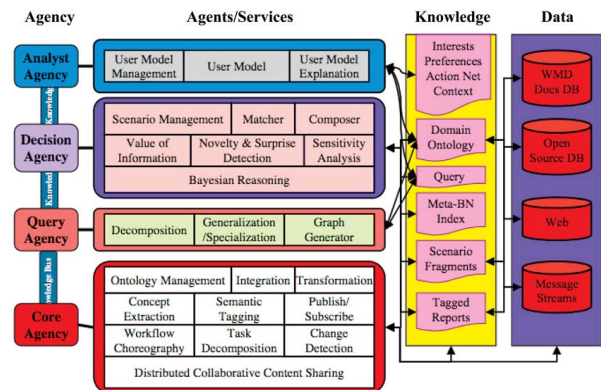 Agency
Agents/Services
Knowledge
Data
Analyst
Agency
User Model
Management
User Model
User Model
Explanation
Interests
Preferences
Action Net
Context
WMD
Docs DB
Decision
Agency
Scenario Management
Matcher
Composer
Value of
Information
Novelty & Surprise
Detection
Sensitivity
Analysis
Bayesian Reasoning
Domain
Ontology
Query
Open
Source DB
Query
Agency
Decomposition
Generalization
/Specialization
Graph
Generator
Meta-BN
Index
Web
Scenario
Fragments
Core
Agency
Ontology Management
Integration
Transformation
Concept
Extraction
Semantic
Tagging
Publish/
Subscribe
Workflow
Choreography
Task
Decomposition
Change
Detection
Distributed Collaborative Content Sharing
Tagged
Reports
Message
Streams